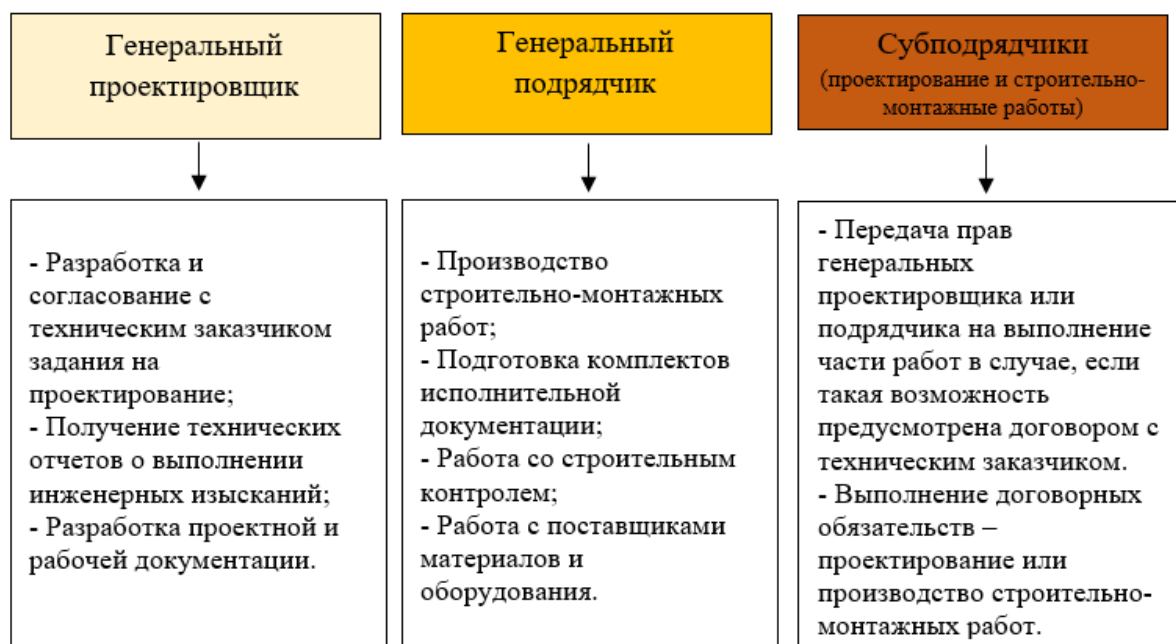 Генеральный
проектировщик
Генеральный
подрядчик
Субподрядчики
(проектирование и строительно-
монтажные работы)
- Разработка и
согласование с
техническим заказчиком
задания на
проектирование;
- Получение технических
отчетов о выполнении
инженерных изысканий;
- Разработка проектной и
рабочей документации.
- Производство
строительно-монтажных
работ;
- Подготовка комплектов
исполнительной
документации;
- Работа со строительным
контролем;
- Работа с поставщиками
материалов и
оборудования.
- Передача прав
генеральных
проектировщика или
подрядчика на выполнение
части работ в случае, если
такая возможность
предусмотрена договором с
техническим заказчиком.
- Выполнение договорных
обязательств –
проектирование или
производство строительно-
монтажных работ.